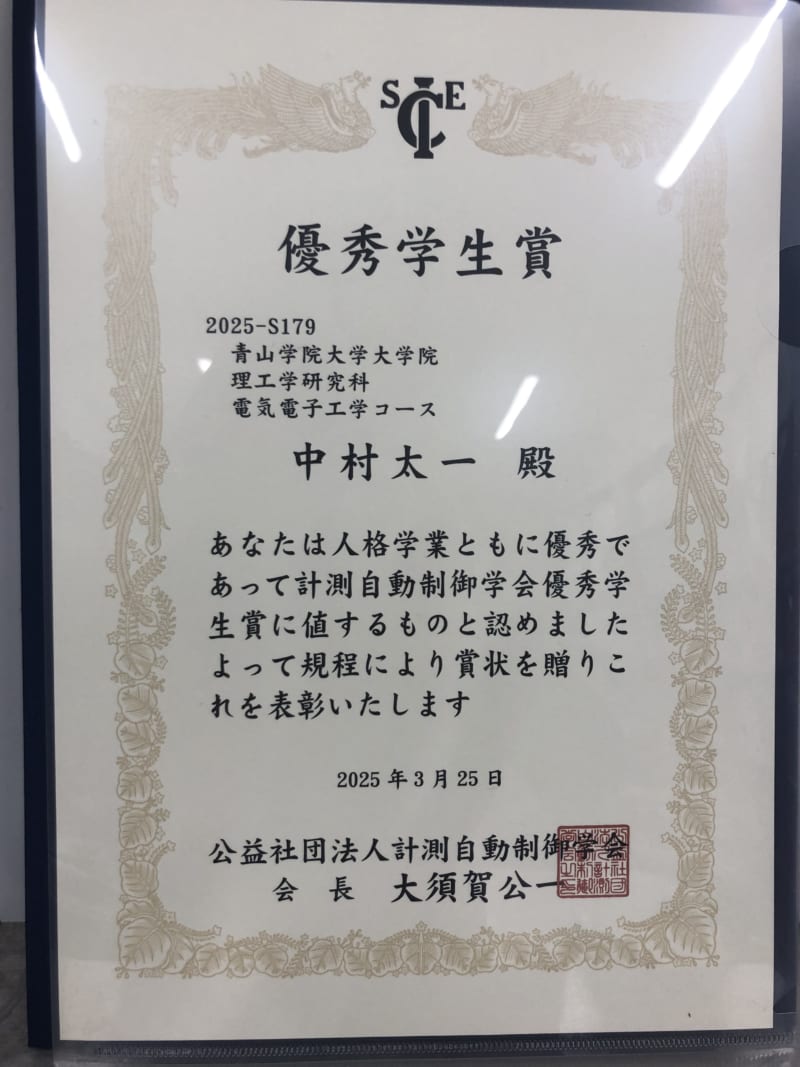 SICE
優秀学生賞
2025-S179
青山学院大学大学院
理工学研究科
電気電子工学コース
中村太一 殿
あなたは人格学業ともに優秀で
あって計測自動制御学会優秀学
生賞に値するものと認めました
よって規程により賞状を贈りこ
れを表彰いたします
2025年3月25日
公益社団法人計測自動制御学会
会長 大須賀公一